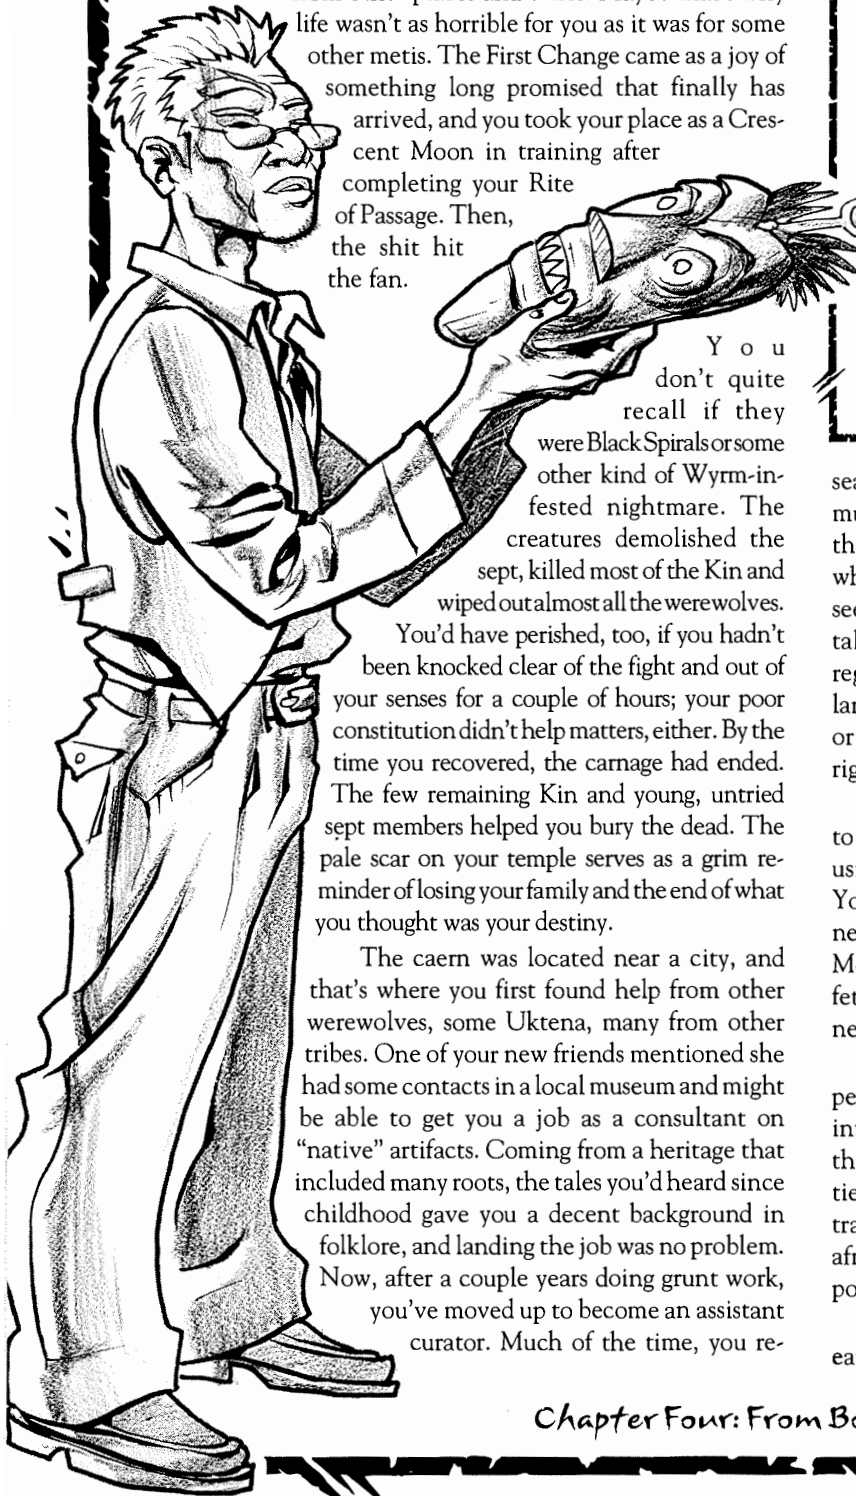 life wasn't as horrible for you as it was for some
other metis. The First Change came as a joy of
something long promised that finally has
arrived, and you took your place as a Cres-
cent Moon in training after
completing your Rite
of Passage. Then,
the shit hit
the fan.
You
don't quite
recall if they
were Black Spirals or some
other kind of Wyrm-in-
fested nightmare. The
creatures demolished the
sept, killed most of the Kin and
wiped out almost all the werewolves.
You'd have perished, too, if you hadn't
been knocked clear of the fight and out of
your senses for a couple of hours; your poor
constitution didn't help matters, either. By the
time you recovered, the carnage had ended.
The few remaining Kin and young, untried
sept members helped you bury the dead. The
pale scar on your temple serves as a grim re-
minder of losing your family and the end of what
you thought was your destiny.
The caern was located near a city, and
that's where you first found help from other
werewolves, some Uktena, many from other
tribes. One of your new friends mentioned she
had some contacts in a local museum and might
be able to get you a job as a consultant on
"native" artifacts. Coming from a heritage that
included many roots, the tales you'd heard since
childhood gave you a decent background in
folklore, and landing the job was no problem.
Now, after a couple years doing grunt work,
you've moved up to become an assistant
curator. Much of the time, you re-
to
or
Chapter Four: From